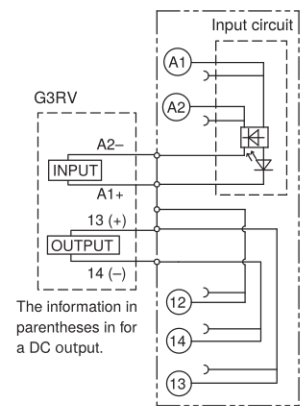 Input circuit
A1
G3RV
A2
A2–
INPUT
A1+
13 (+)
OUTPUT
14 (–)
The information in
parentheses in for
a DC output.
12
14
13